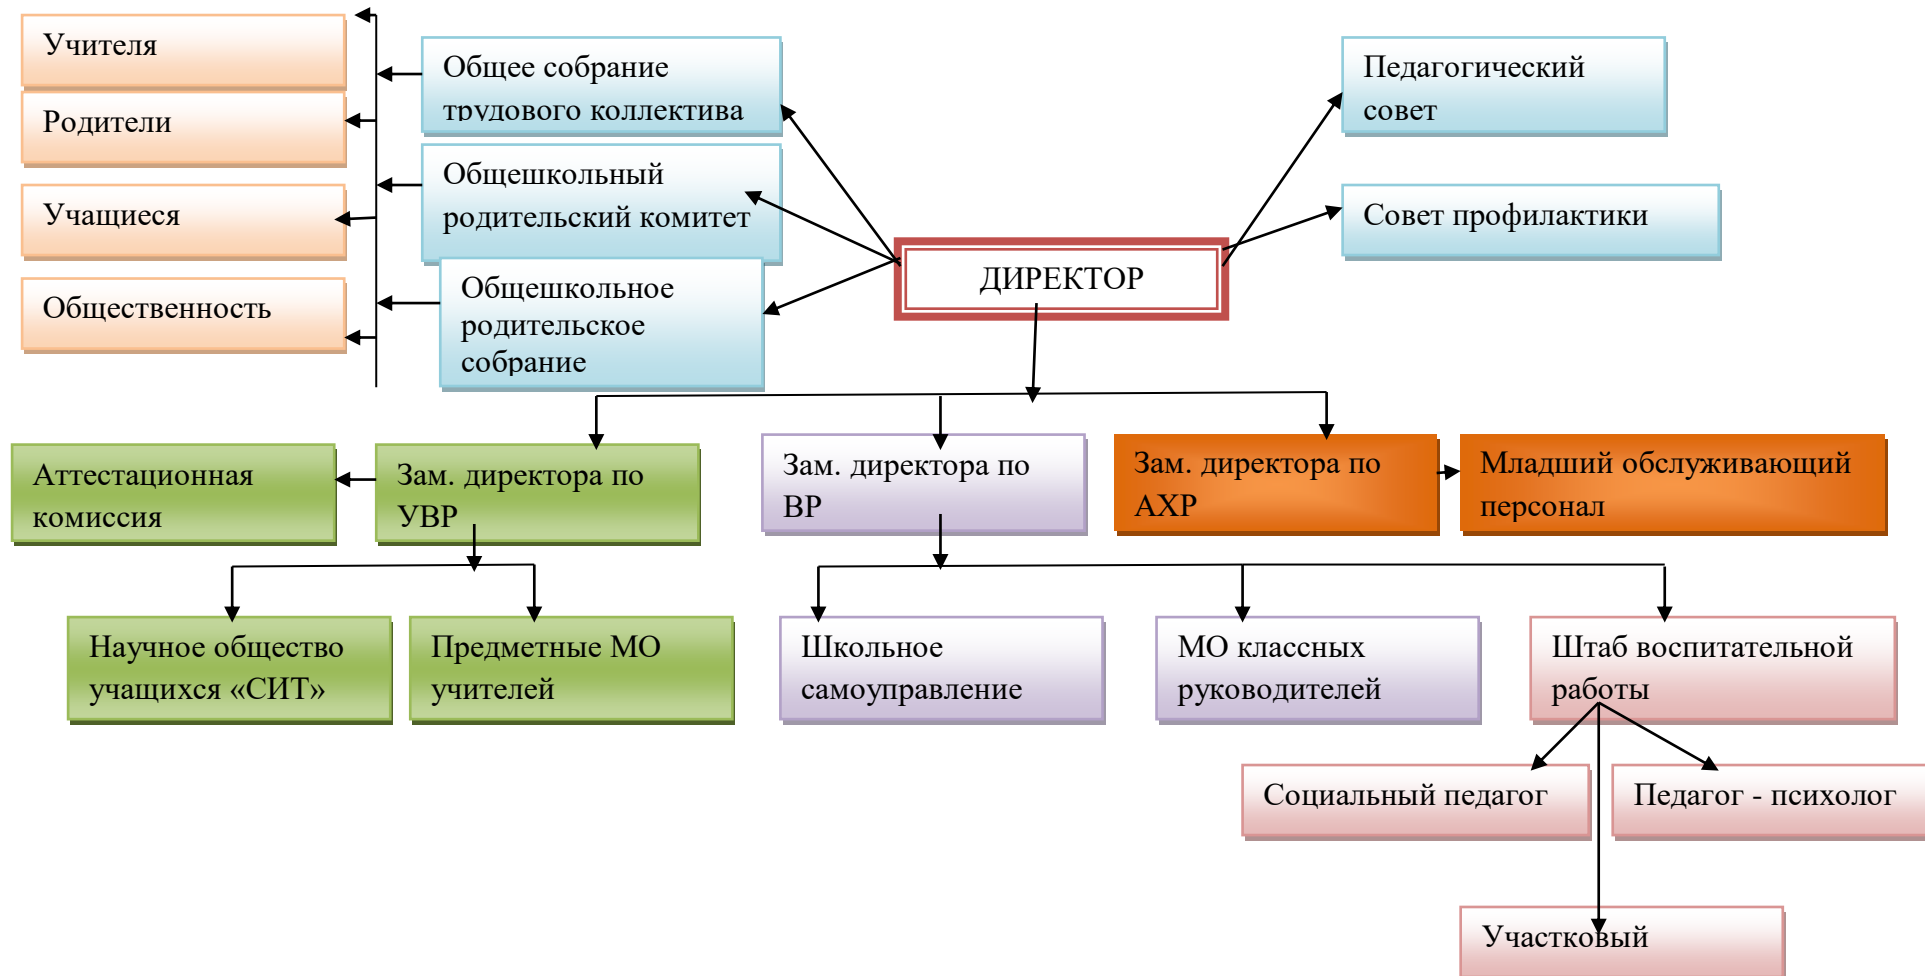 Учителя
Родители
Учащиеся
Общественность
Общее собрание
трудового коллектива
Общешкольный
родительский комитет
Общешкольное
родительское
собрание
ДИРЕКТОР
Педагогический
совет
Совет профилактики
Аттестационная
комиссия
Зам. директора по
УВР
Зам. директора по
ВР
Зам. директора по
АХР
Младший обслуживающий
персонал
Научное общество
учащихся «СИТ»
Предметные МО
учителей
Школьное
самоуправление
МО классных
руководителей
Штаб воспитательной
работы
Социальный педагог
Педагог - психолог
Участковый